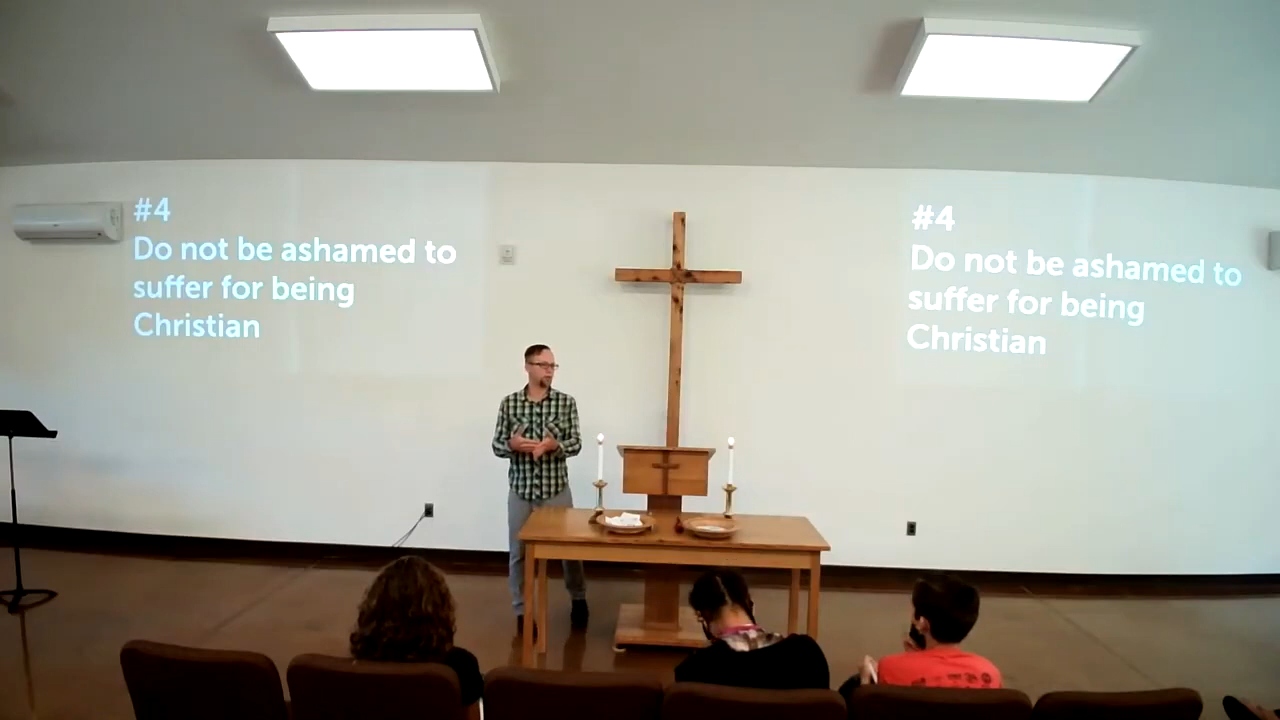 #4
Do not be ashamed to
suffer for being
Christian
#4
Do not be ashamed to
suffer for being
Christian